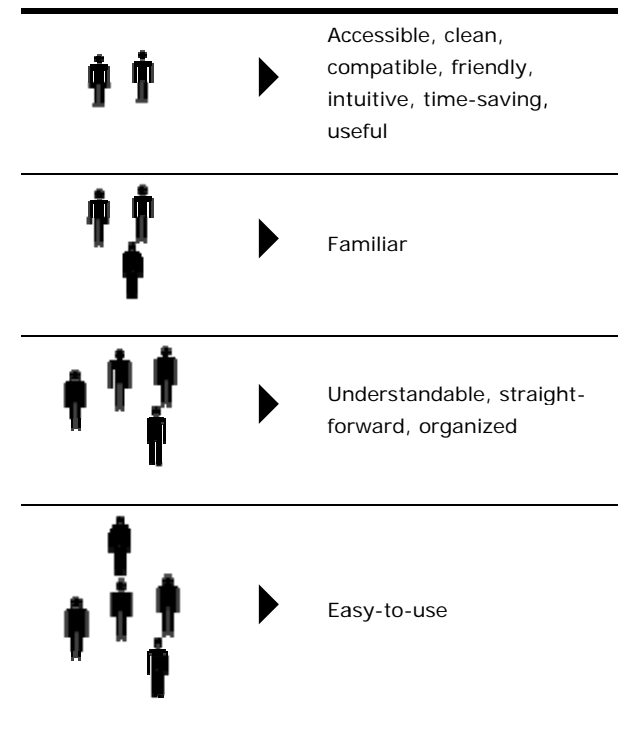 Accessible, clean,
compatible, friendly,
intuitive, time-saving,
useful
Familiar
Understandable, straight-
forward, organized
Easy-to-use